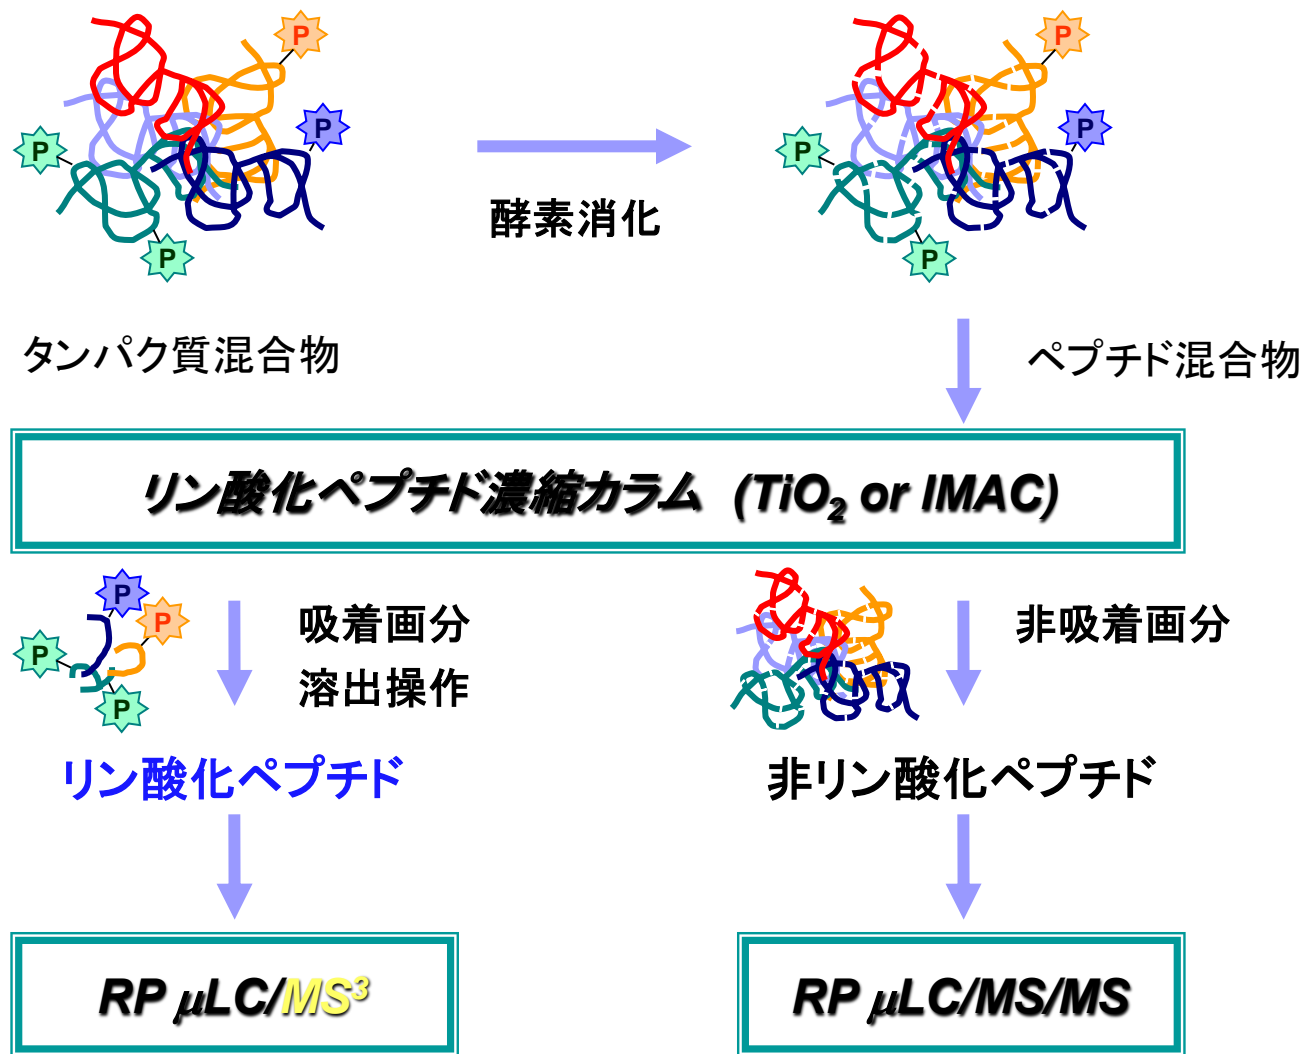 P
P
P
P
P
P
P
P
酵素消化
タンパク質混合物
ペプチド混合物
リン酸化ペプチド濃縮カラム (TiO₂ or IMAC)
P
P
P
P
吸着画分
溶出操作
非吸着画分
リン酸化ペプチド
非リン酸化ペプチド
RP μLC/MS³
RP μLC/MS/MS